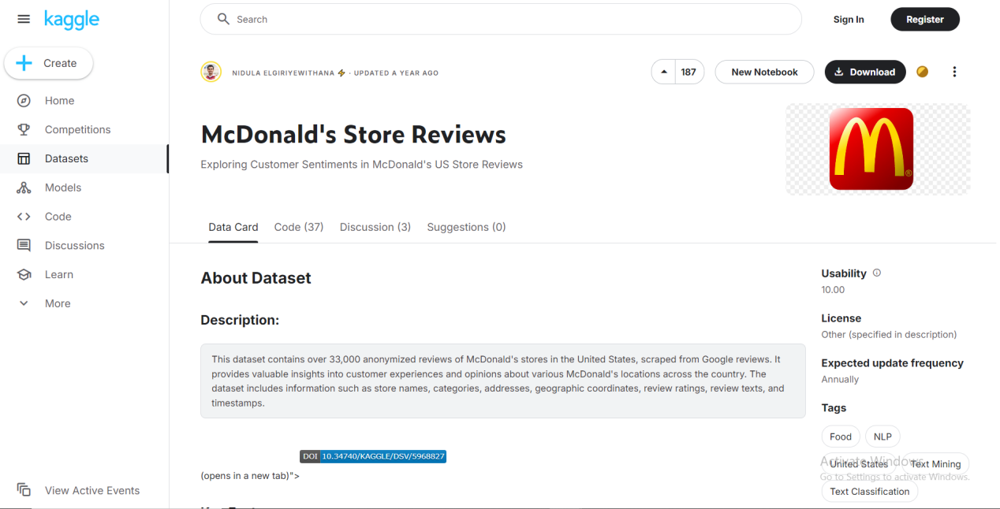 kaggle
Search
Sign In
Register
Create
NIDULA ELGIRIYEWITHANA · UPDATED A YEAR AGO
187
New Notebook
Download
Home
Competitions
Datasets
Models
Code
Discussions
Learn
More
View Active Events
McDonald's Store Reviews
Exploring Customer Sentiments in McDonald's US Store Reviews
Data Card
Code (37)
Discussion (3)
Suggestions (0)
About Dataset
Description:
This dataset contains over 33,000 anonymized reviews of McDonald's stores in the United States, scraped from Google reviews. It
provides valuable insights into customer experiences and opinions about various McDonald's locations across the country. The
dataset includes information such as store names, categories, addresses, geographic coordinates, review ratings, review texts, and
timestamps.
DOI 10.34740/KAGGLE/DSV/5968827
(opens in a new tab)">
Usability
10.00
License
Other (specified in description)
Expected update frequency
Annually
Tags
Food
NLP
United States
Text Mining
Text Classification
Activate Windows
Go to Settings to activate Windows.